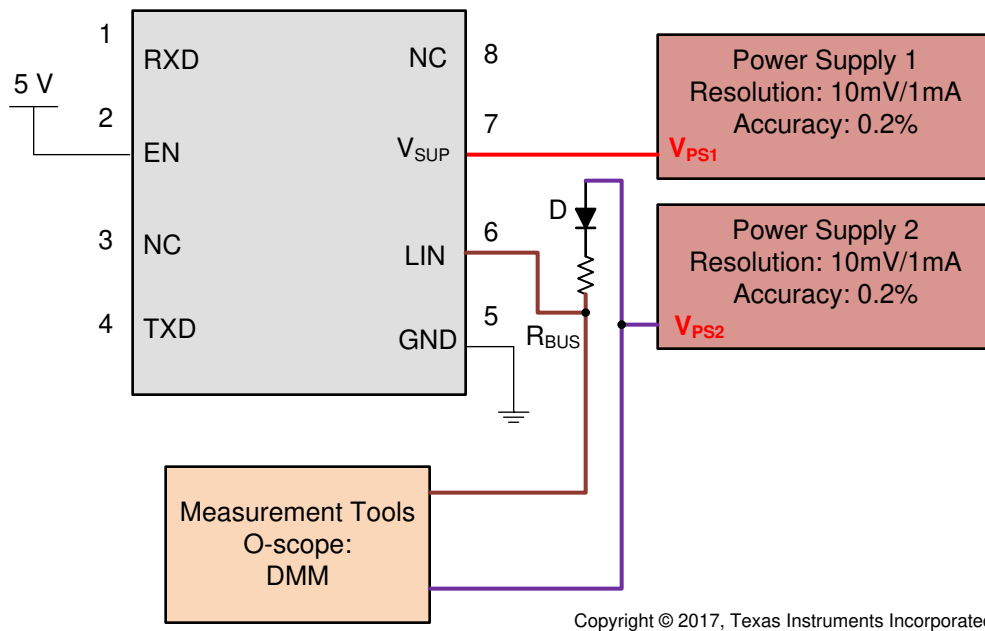 1
RXD
NC
8
5 V
2
EN
7
VSUP
3
NC
6
LIN
4
TXD
5
GND
D
RBUS
Power Supply 1
Resolution: 10mV/1mA
Accuracy: 0.2%
VPS1
Power Supply 2
Resolution: 10mV/1mA
Accuracy: 0.2%
VPS2
Measurement Tools
O-scope:
DMM
Copyright © 2017, Texas Instruments Incorporate